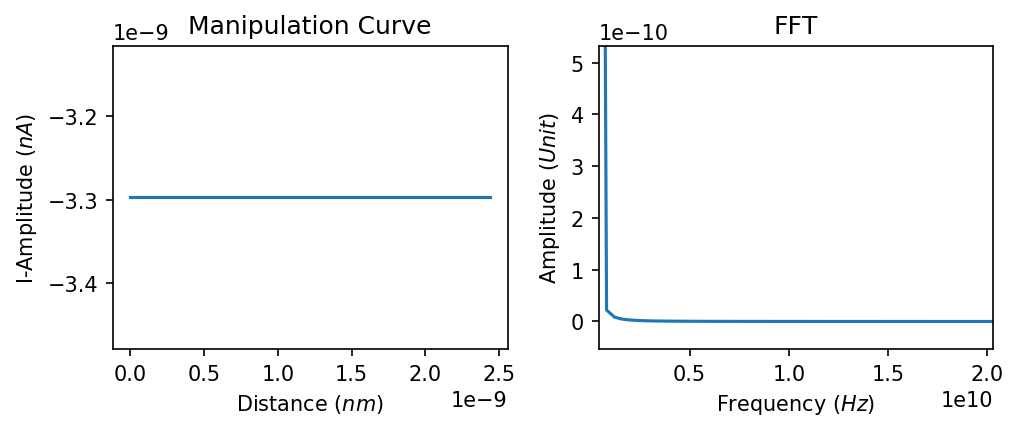 Manipulation Curve
1e−9
I-Amplitude (nA)
−3.2
−3.3
−3.4
0.0 0.5 1.0 1.5 2.0 2.5
Distance (nm)
1e−9
FFT
1e−10
Amplitude (Unit)
5
4
3
2
1
0
0.5 1.0 1.5 2.0
Frequency (Hz)
1e10